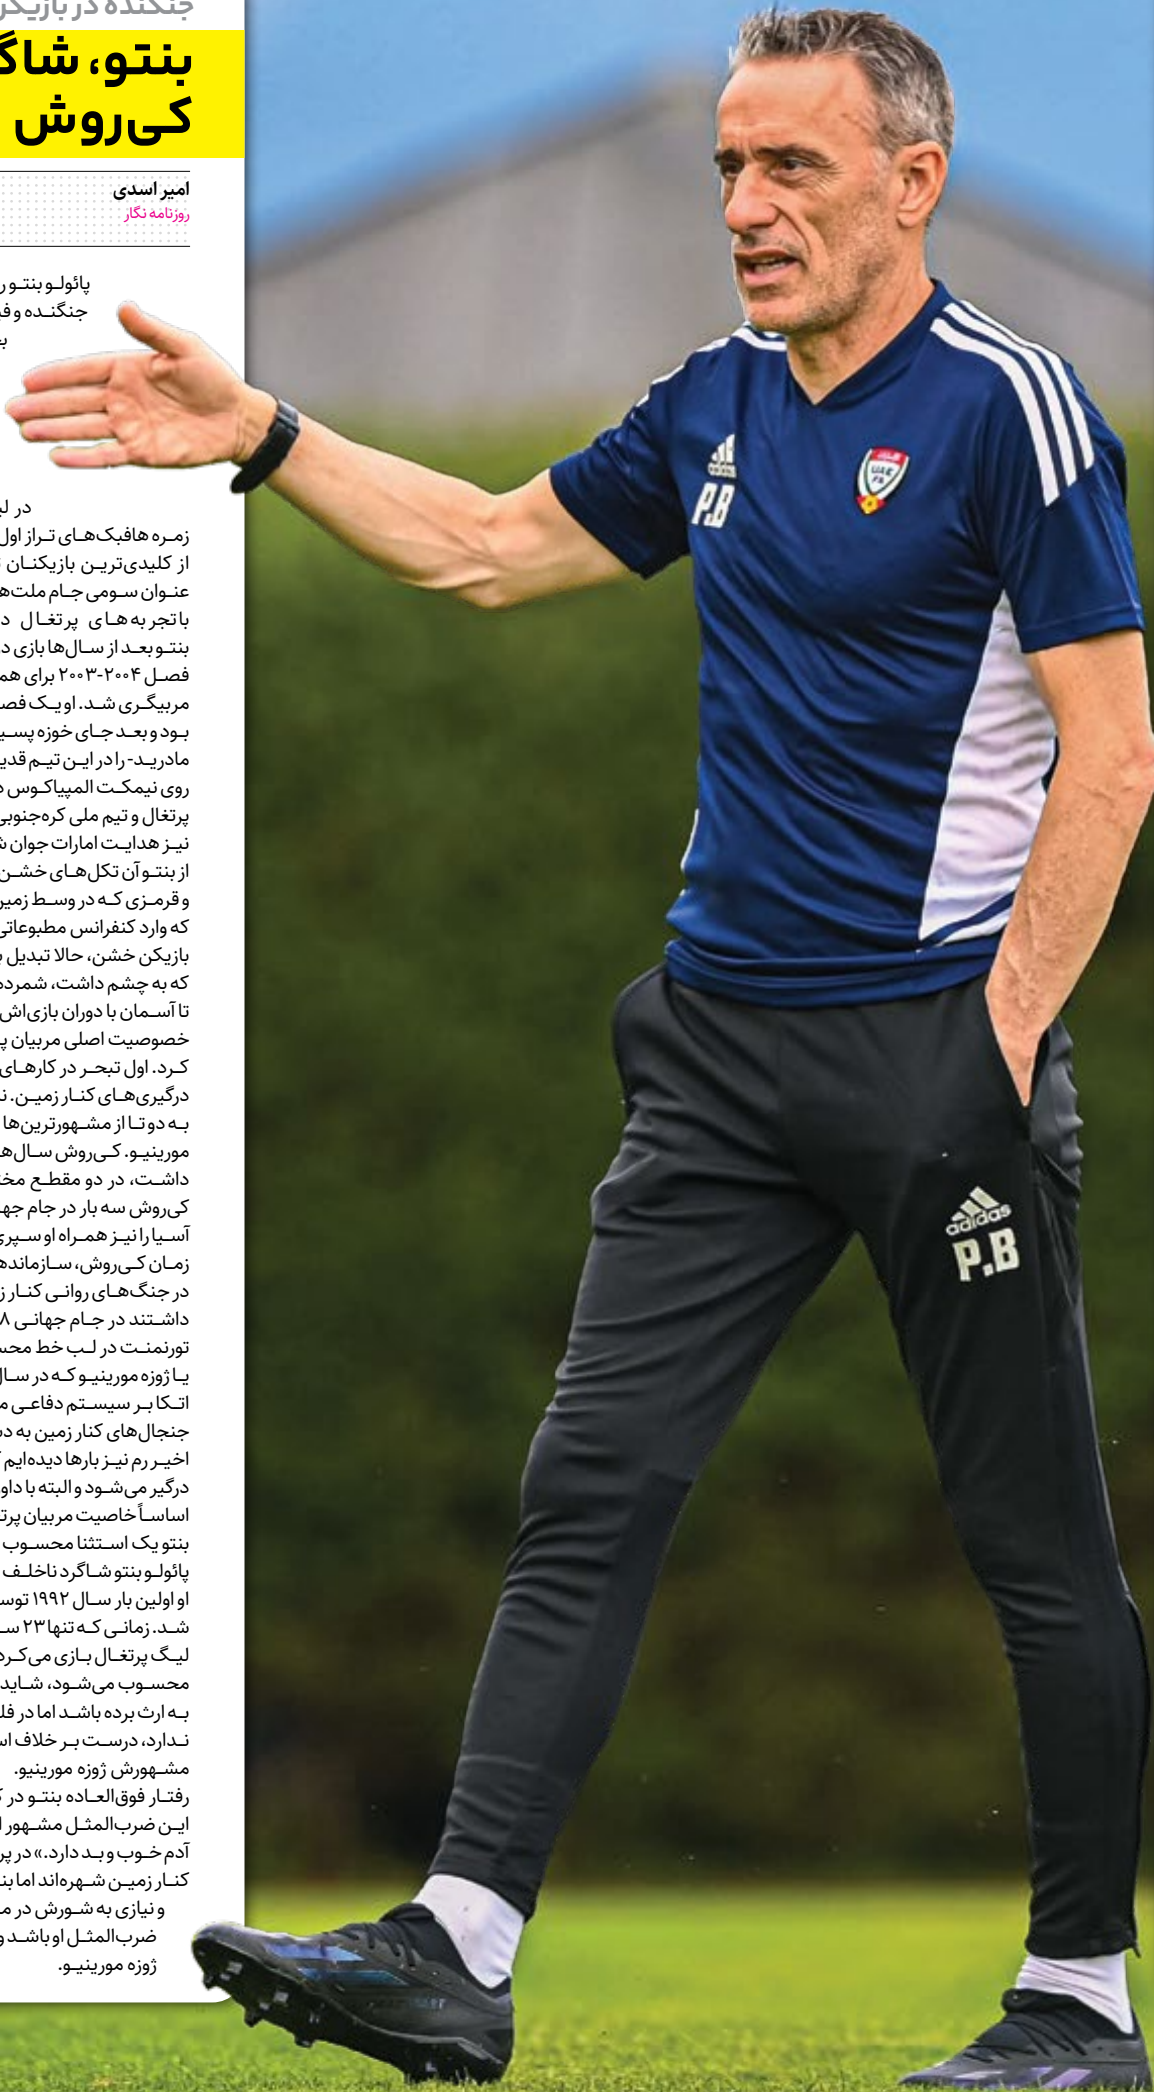 جنگنده در بازیکن
بنتو، شاگ
کی‌روش
امیر اسدی
روزنامه نگار
پائولو بنتو ر
جنگنده و
در
زمره هافبک‌های تراز اول
از کلیدی‌ترین بازیکنان
عنوان سومی جام ملت‌ه
باتجربه‌های پرتغال د
بنتو بعد از سال‌ها بازی د
فصل ۲۰۰۴-۲۰۰۳ برای هم
مربیگری شد. او یک فص
بود و بعد جای خوزه پسی
مادرید- را در این تیم قدی
روی نیمکت المپیاکوس
پرتغال و تیم ملی کره‌جنوبی
نیز هدایت امارات جوان
از بنتو آن تکل‌های خشن
و قرمزی که در وسط زمین
که وارد کنفرانس مطبوعاتی
بازیکن خشن، حالا تبدیل
که به چشم داشت، شمرده
تا آسمان با دوران بازی‌اش
خصوصیت اصلی مربیان پ
کرد. اول تبحر در کارهای
درگیری‌های کنار زمین. ن
به دو تا از مشهورترین‌ها
مورینیو. کی‌روش سال‌ها
داشت، در دو مقطع مخ
کی‌روش سه بار در جام جه
آسیا را نیز همراه او سپری
زمان کی‌روش، سازمانده
در جنگ‌های روانی کنار ز
داشتند در جام جهانی ۸
تورنمنت در لب خط مح
یا ژوزه مورینیو که در سال
اتکا بر سیستم دفاعی م
جنجال‌های کنار زمین به د
اخیر رم نیز بارها دیده‌ایم
درگیر می‌شود و البته با داو
اساساً خاصیت مربیان پرت
بنتو یک استثنا محسوب
پائولو بنتو شاگرد ناخلف
او اولین بار سال ۱۹۹۲ توس
شد. زمانی که تنها ۲۳ س
لیگ پرتغال بازی می‌کرد
محسوب می‌شود، شاید
به ارث برده باشد اما در فل
ندارد، درست بر خلاف اس
مشهورش ژوزه مورینیو.
رفتار فوق‌العاده بنتو در ک
این ضرب‌المثل مشهور
آدم خوب و بد دارد.» در پر
کنار زمین شهره‌اند اما بن
و نیازی به شورش در م
ضرب‌المثل او باشد و
ژوزه مورینیو.
adidas
P.B
UAE
FA
adidas
P.B